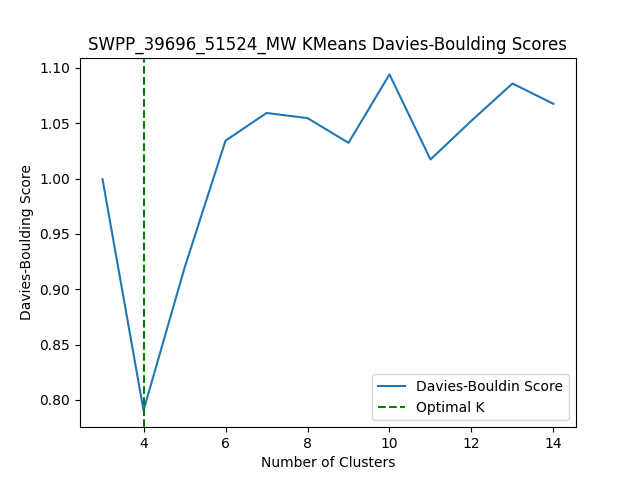 SWPP_39696_51524_MW KMeans Davies-Boulding Scores
Davies-Boulding Score
1.10
1.05
1.00
0.95
0.90
0.85
0.80
4 6 8 10 12 14
Number of Clusters
Davies-Bouldin Score
Optimal K